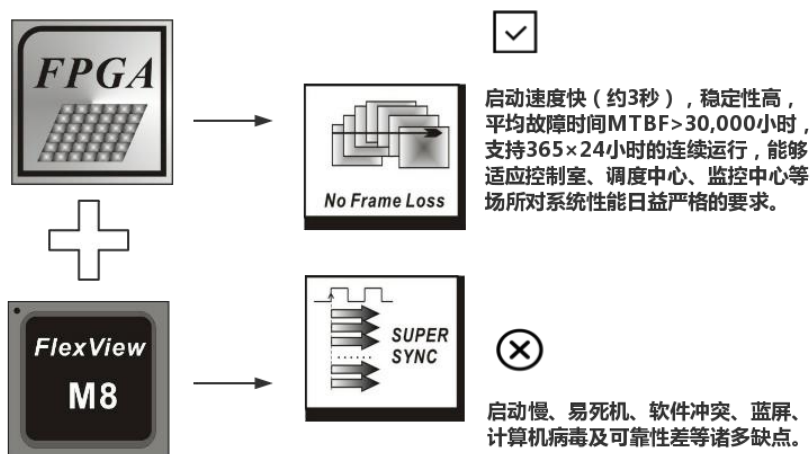 FPGA
No Frame Loss
启动速度快（约3秒），稳定性高，
平均故障时间MTBF>30,000小时，
支持365×24小时的连续运行，能够
适应控制室、调度中心、监控中心等
场所对系统性能日益严格的要求。
FlexView
M8
SUPER
SYNC
启动慢、易死机、软件冲突、蓝屏、
计算机病毒及可靠性差等诸多缺点。